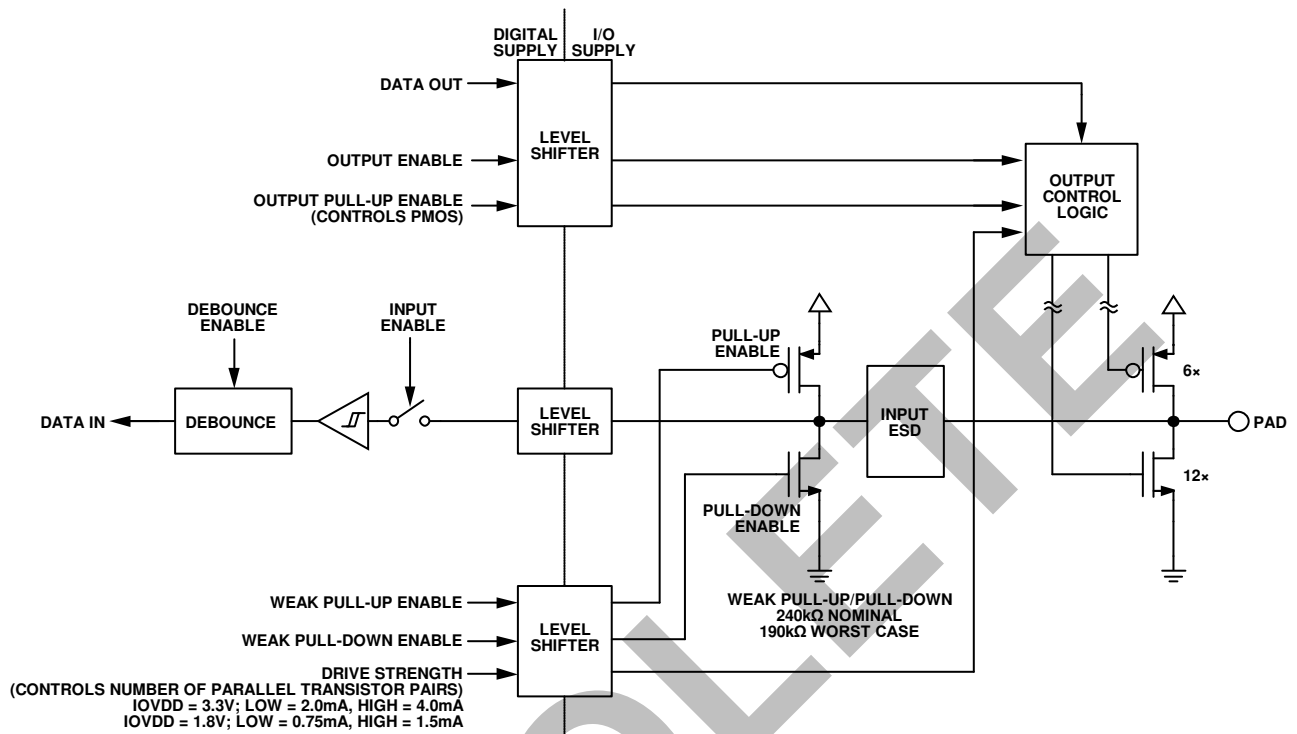 DIGITAL
SUPPLY
I/O
SUPPLY
DATA OUT
LEVEL
SHIFTER
OUTPUT ENABLE
OUTPUT PULL-UP ENABLE
(CONTROLS PMOS)
OUTPUT
CONTROL
LOGIC
DEBOUNCE
ENABLE
INPUT
ENABLE
PULL-UP
ENABLE
6×
DATA IN
DEBOUNCE
LEVEL
SHIFTER
INPUT
ESD
PAD
12×
PULL-DOWN
ENABLE
WEAK PULL-UP/PULL-DOWN
240kΩ NOMINAL
190kΩ WORST CASE
WEAK PULL-UP ENABLE
WEAK PULL-DOWN ENABLE
LEVEL
SHIFTER
DRIVE STRENGTH
(CONTROLS NUMBER OF PARALLEL TRANSISTOR PAIRS)
IOVDD = 3.3V; LOW = 2.0mA, HIGH = 4.0mA
IOVDD = 1.8V; LOW = 0.75mA, HIGH = 1.5mA
OLETE